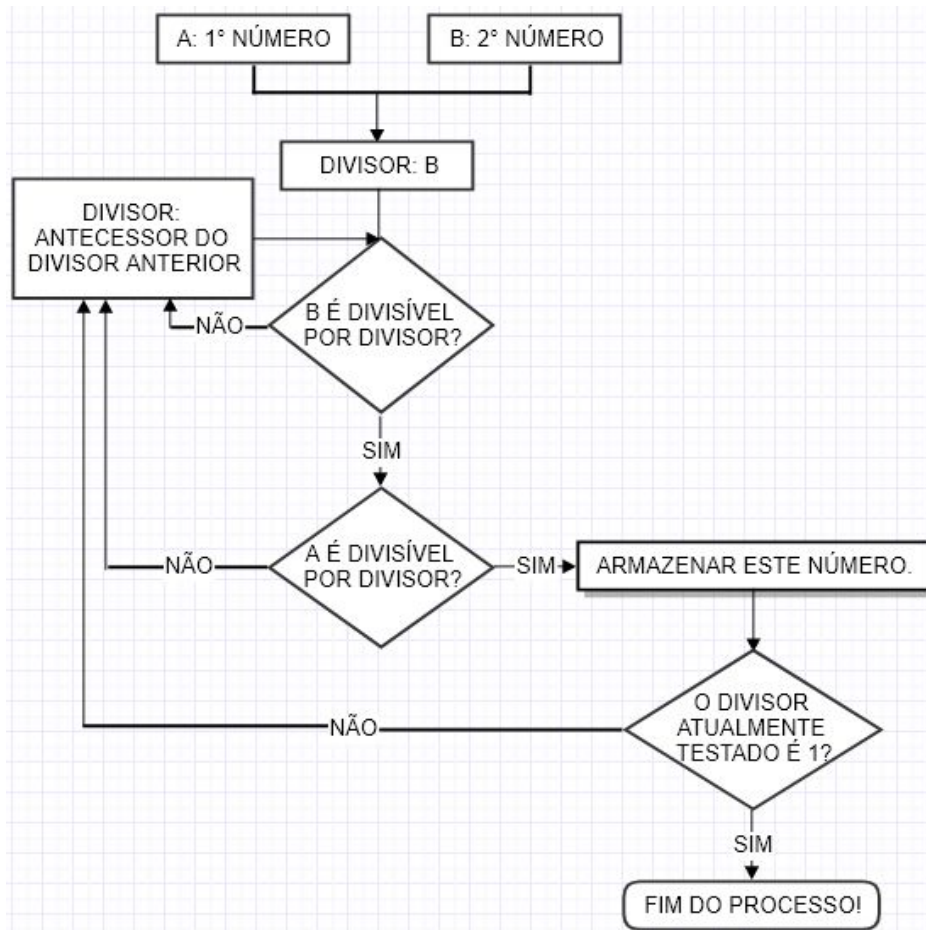 A: 1° NÚMERO
B: 2° NÚMERO
DIVISOR: B
DIVISOR:
ANTECESSOR DO
DIVISOR ANTERIOR
B É DIVISÍVEL
POR DIVISOR?
NÃO
SIM
A É DIVISÍVEL
POR DIVISOR?
NÃO
SIM
ARMAZENAR ESTE NÚMERO.
O DIVISOR
ATUALMENTE
TESTADO É 1?
NÃO
SIM
FIM DO PROCESSO!